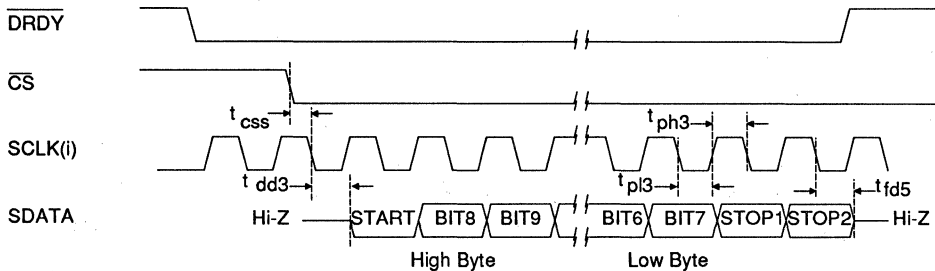 DRDY
CS
t css
t ph3
SCLK(i)
t dd3
t pl3
t fd5
SDATA
Hi-Z START BIT8 BIT9 BIT6 BIT7 STOP1 STOP2 Hi-Z
High Byte Low Byte